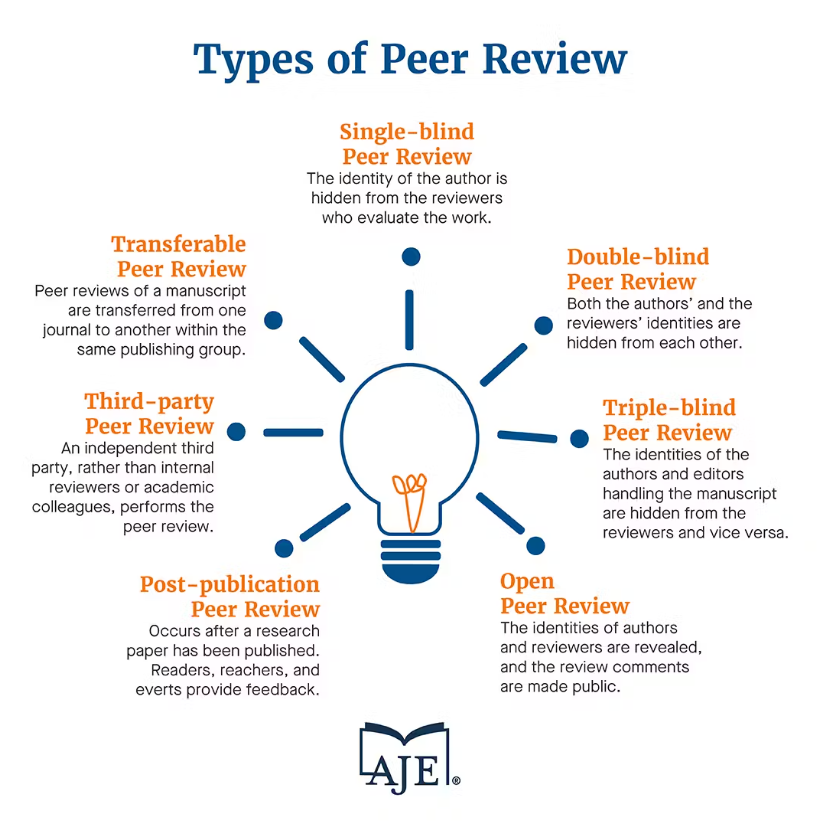 Types of Peer Review
Single-blind
Peer Review
The identity of the author is
hidden from the reviewers
who evaluate the work.
Double-blind
Peer Review
Both the authors’ and the
reviewers’ identities are
hidden from each other.
Triple-blind
Peer Review
The identities of the
authors and editors
handling the manuscript
are hidden from the
reviewers and vice versa.
Open
Peer Review
The identities of authors
and reviewers are revealed,
and the review comments
are made public.
Post-publication
Peer Review
Occurs after a research
paper has been published.
Readers, reachers, and
everts provide feedback.
Third-party
Peer Review
An independent third
party, rather than internal
reviewers or academic
colleagues, performs the
peer review.
Transferable
Peer Review
Peer reviews of a manuscript
are transferred from one
journal to another within the
same publishing group.
AJE®